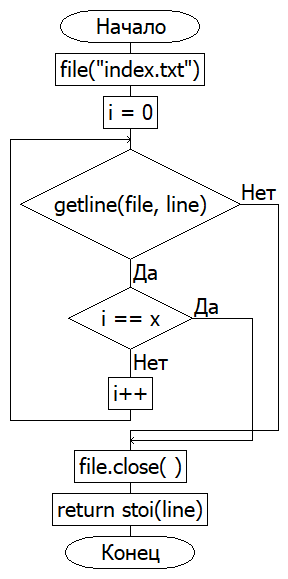 Начало
file("index.txt")
i = 0
getline(file, line)
Нет
Да
i == x
Да
Нет
i++
file.close( )
return stoi(line)
Конец